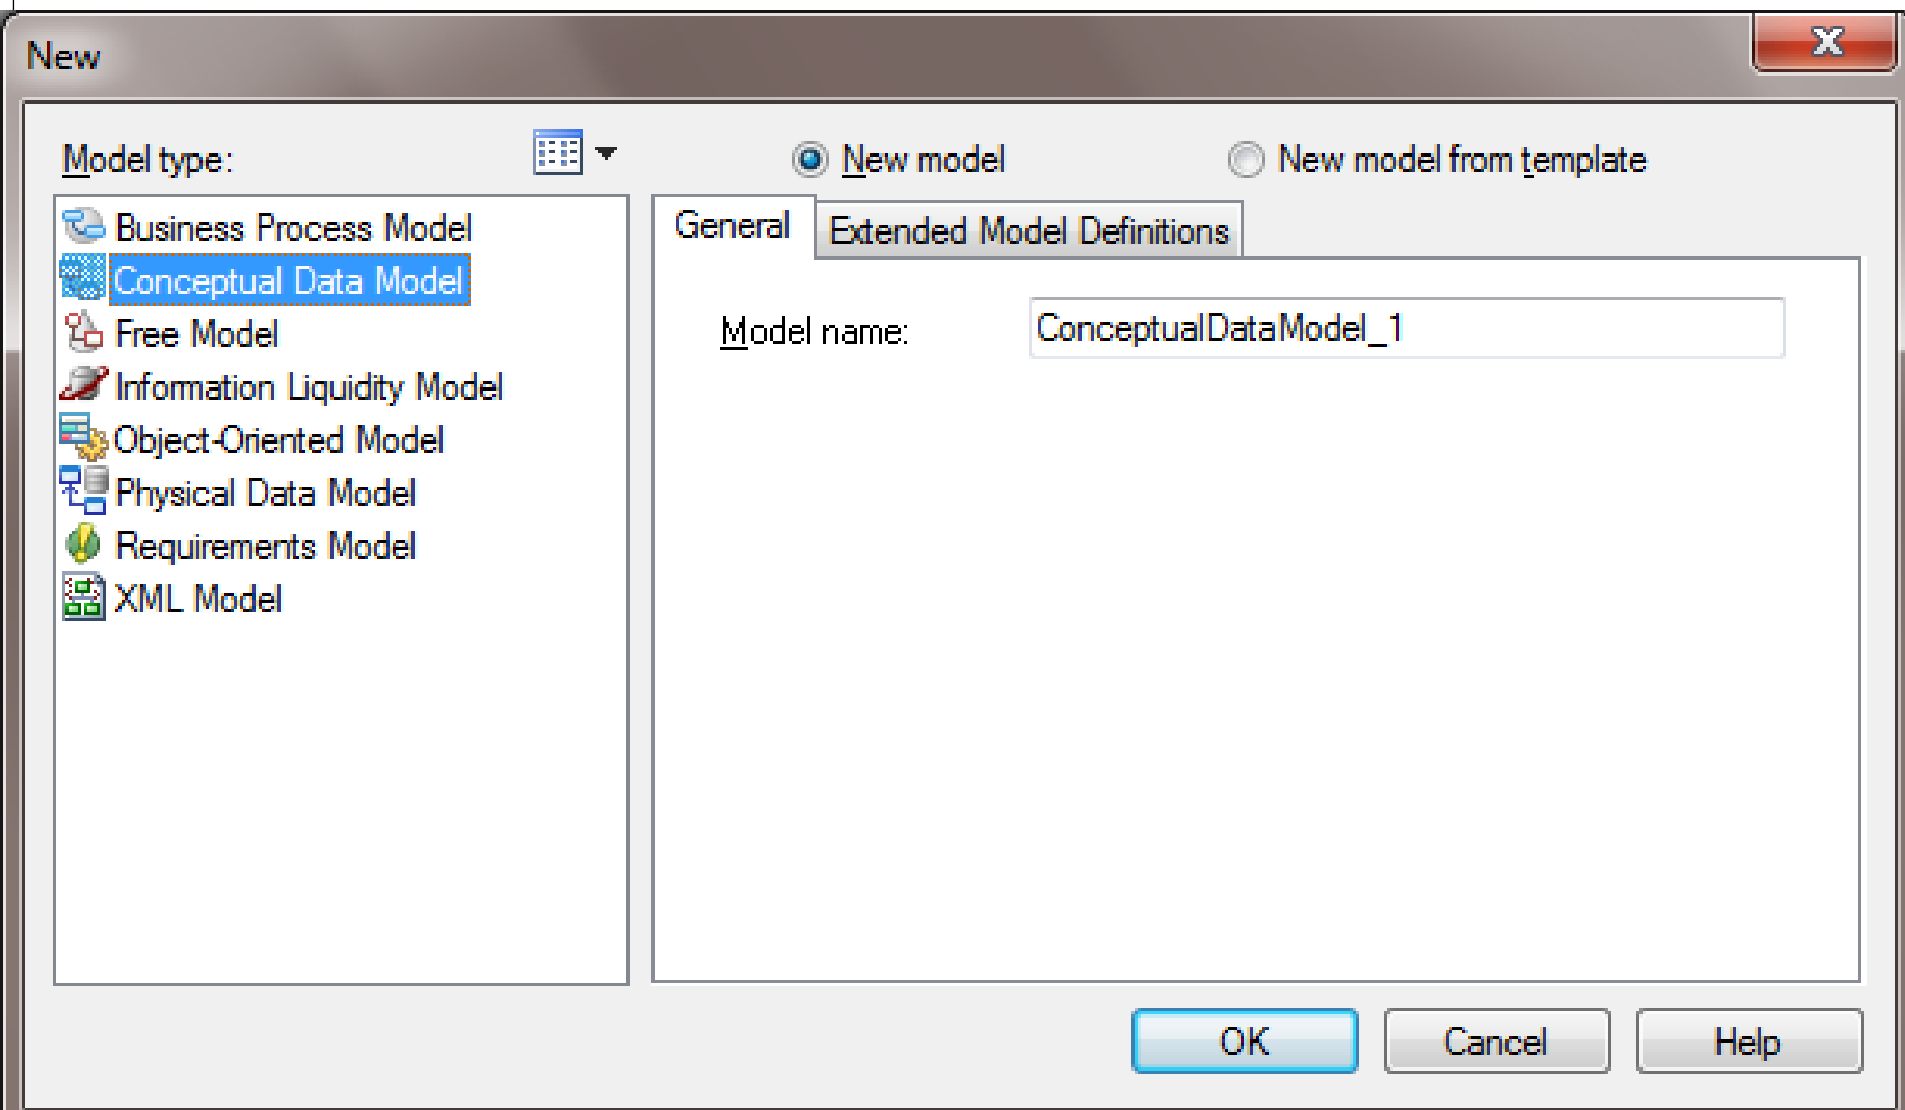 New
Model type:
New model
New model from template
Business Process Model
Conceptual Data Model
Free Model
Information Liquidity Model
Object-Oriented Model
Physical Data Model
Requirements Model
XML Model
General
Extended Model Definitions
Model name:
ConceptualDataModel_1
OK
Cancel
Help